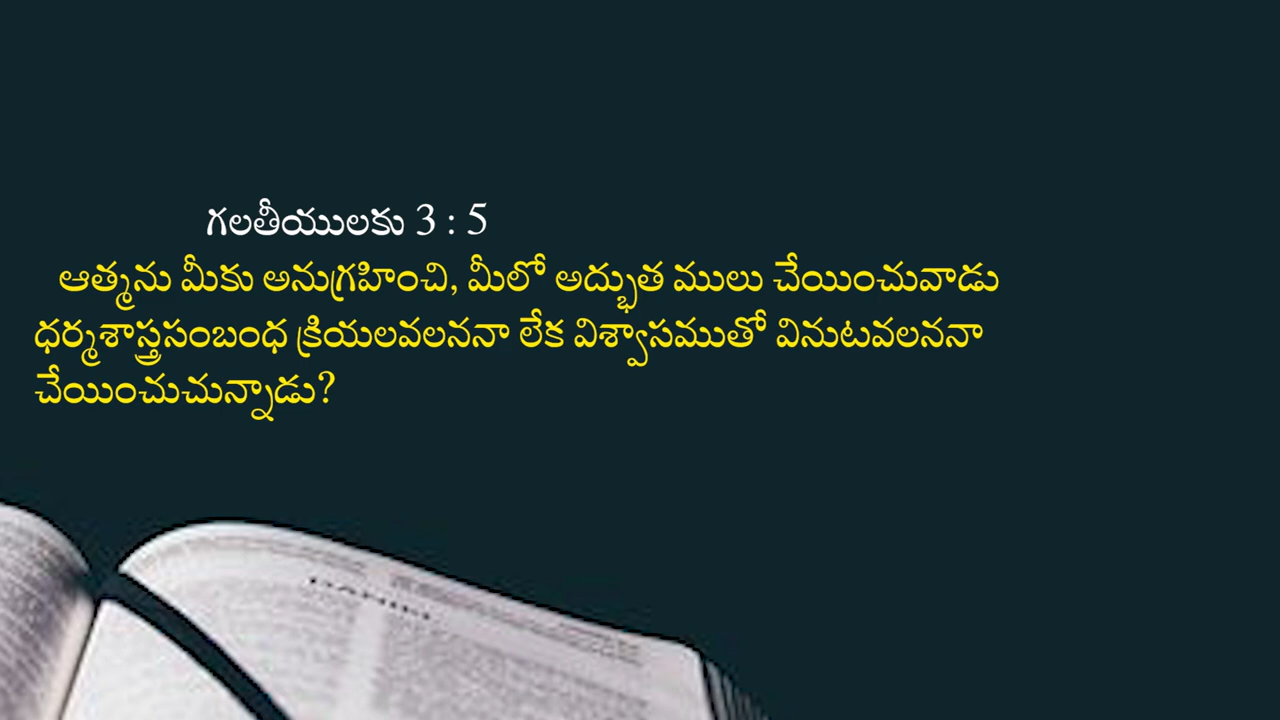 గలతీయులకు 3 : 5
ఆత్మను మీకు అనుగ్రహించి, మీలో అద్భుత ములు చేయించువాడు
ధర్మశాస్త్రసంబంధ క్రియలవలననా లేక విశ్వాసముతో వినుటవలననా
చేయించుచున్నాడు?